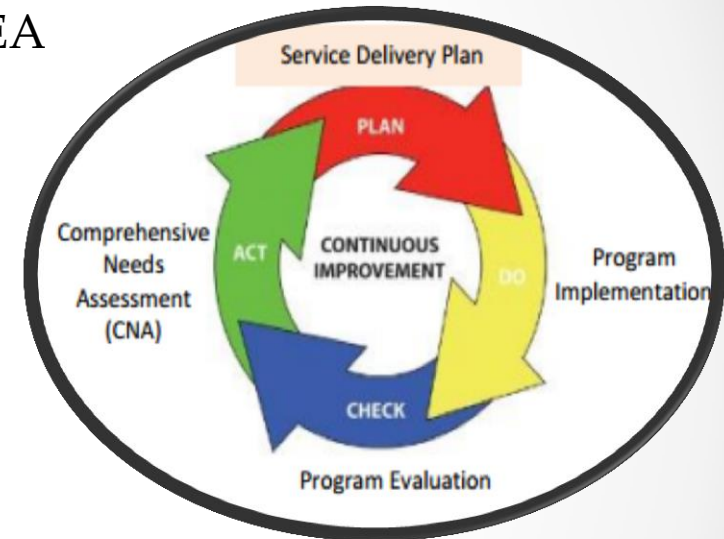 EA
Service Delivery Plan
PLAN
Comprehensive
Needs
Assessment
(CNA)
ACT
CONTINUOUS
IMPROVEMENT
DO
Program
Implementation
CHECK
Program Evaluation